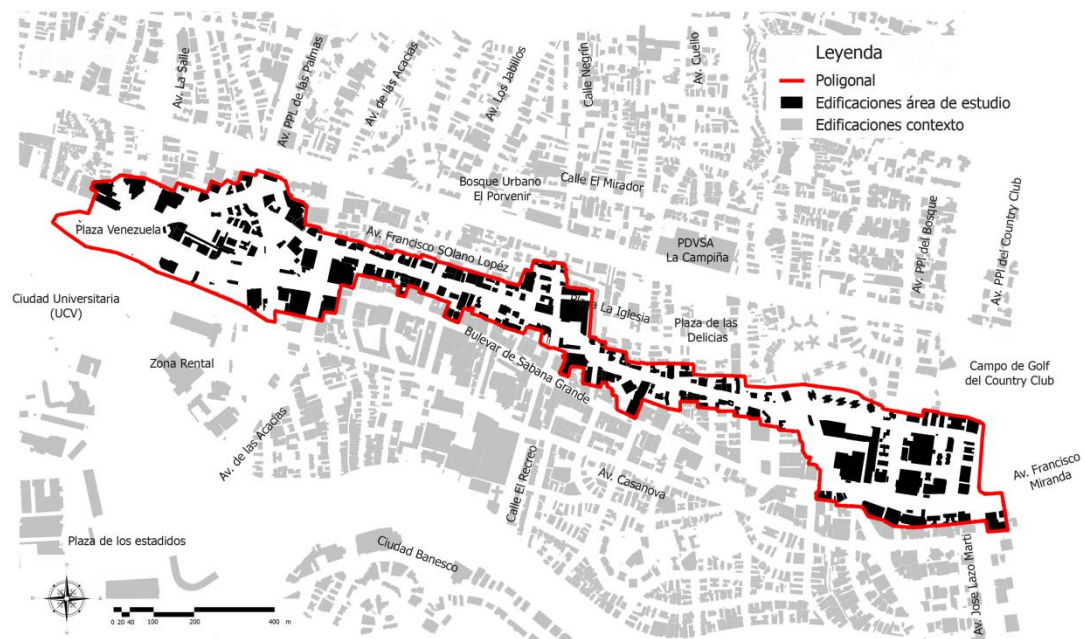 Leyenda
Poligonal
Edificaciones área de estudio
Edificaciones contexto
Av. La Salle
Av. PPL de las Palmas
Av. de las Acacias
Av. Los Jabillos
Calle Negrín
Av. Cuello
Bosque Urbano
El Porvenir
Calle El Mirador
Av. PPl del Bosque
Av. PPl del Country Club
Plaza Venezuela
Av. Francisco SOlano Lopéz
PDVSA
La Campiña
Ciudad Universitaria
(UCV)
La Iglesia
Plaza de las
Delicias
Zona Rental
Bulevar de Sabana Grande
Campo de Golf
del Country Club
Av. de las Acacias
Calle El Recreo
Av. Casanova
Av. Francisco
Miranda
Plaza de los estadidos
Ciudad Banesco
Av. Jose Lazo Marti
0 20 40 100 200 400 m